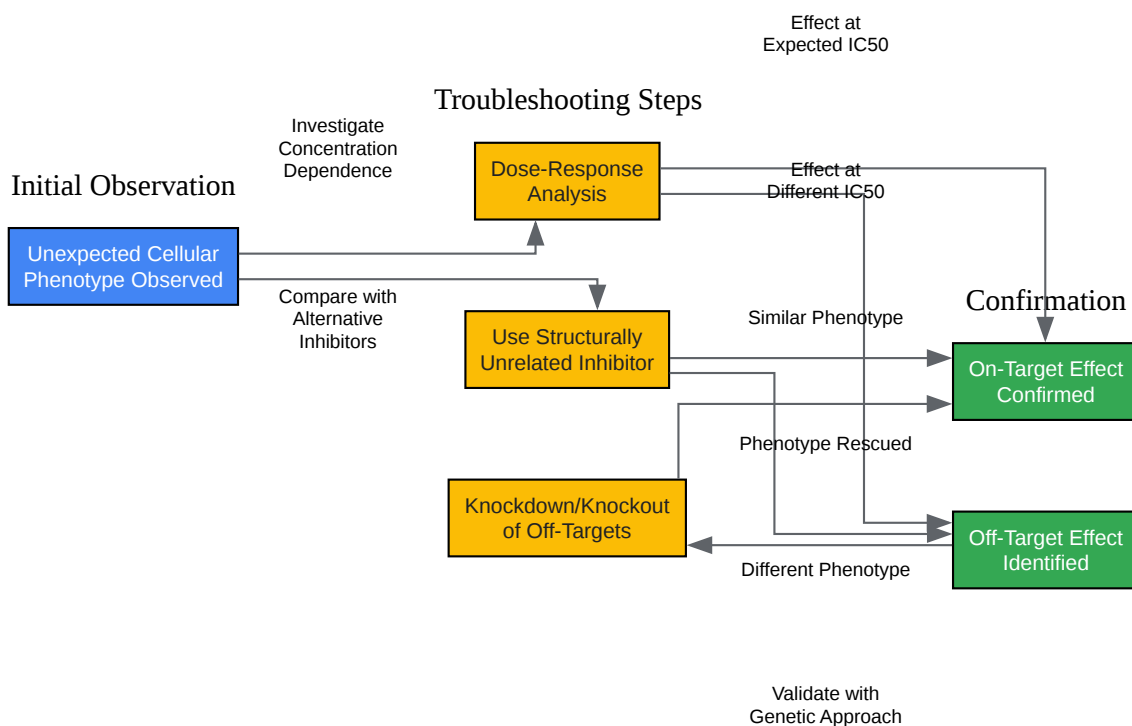 Effect at
Expected IC50
Troubleshooting Steps
Investigate
Concentration
Dependence
Dose-Response
Analysis
Effect at
Different IC50
Initial Observation
Unexpected Cellular
Phenotype Observed
Compare with
Alternative
Inhibitors
Use Structurally
Unrelated Inhibitor
Similar Phenotype
Confirmation
On-Target Effect
Confirmed
Phenotype Rescued
Knockdown/Knockout
of Off-Targets
Off-Target Effect
Identified
Different Phenotype
Validate with
Genetic Approach